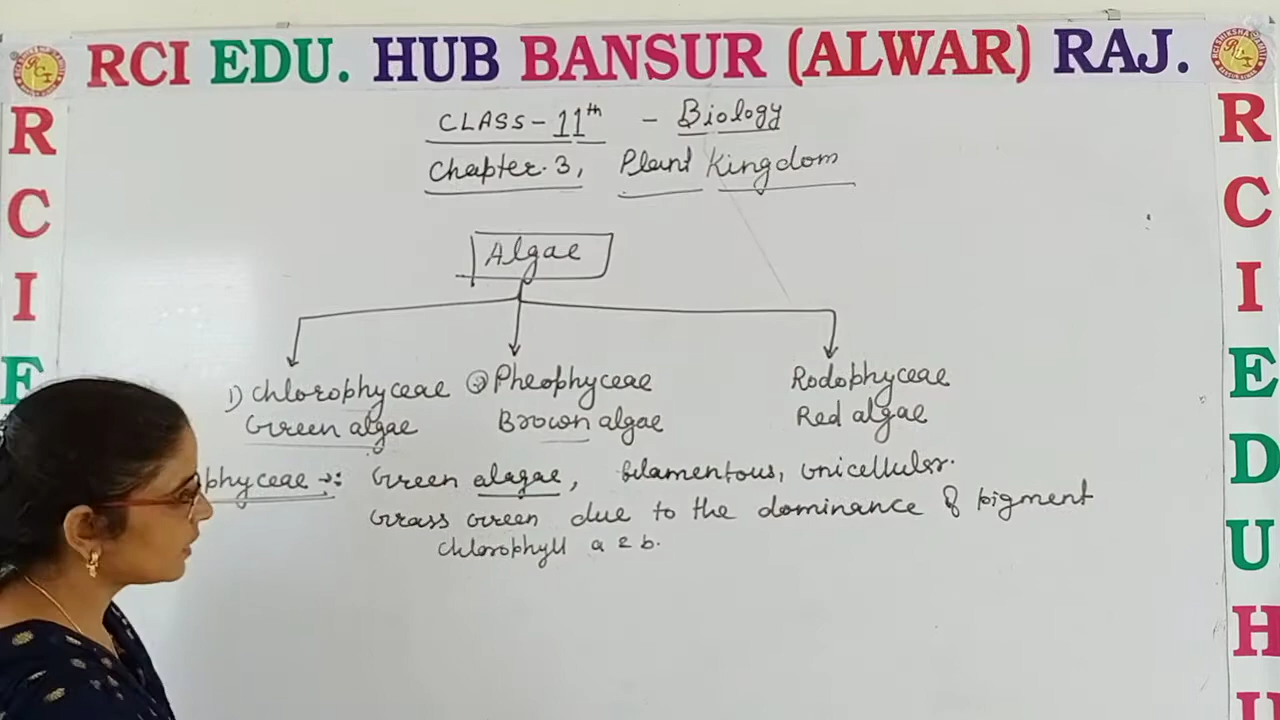 RCI EDU. HUB BANSUR (ALWAR) RAJ.
CLASS - 11th - Biology
Chapter. 3, Plant Kingdom
Algae
1) Chlorophyceae ② Pheophyceae Rodophyceae
Green algae Brown algae Red algae
phyceae →: Green alagae, filamentous, Unicellular.
Grass Green due to the dominance of pigment
chlorophyll a & b.
R
C
I
E
R
C
I
E
D
U
H
U